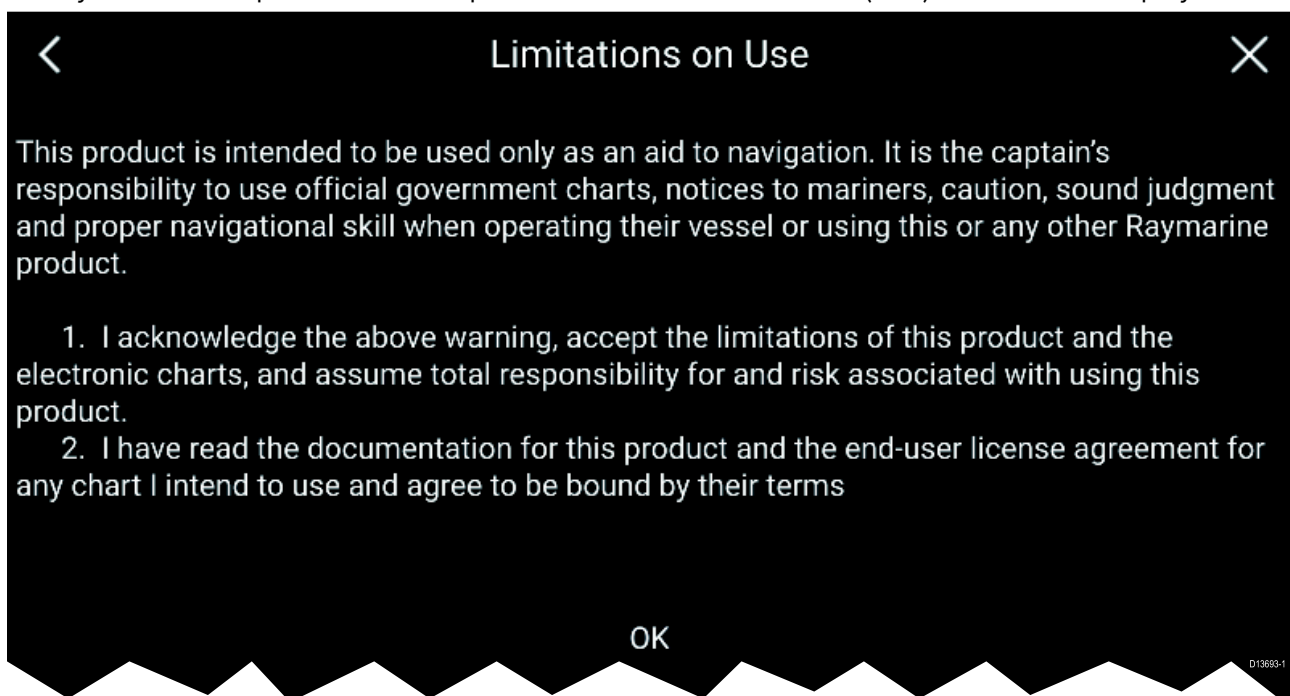 Limitations on Use
This product is intended to be used only as an aid to navigation. It is the captain’s
responsibility to use official government charts, notices to mariners, caution, sound judgment
and proper navigational skill when operating their vessel or using this or any other Raymarine
product.
1. I acknowledge the above warning, accept the limitations of this product and the
electronic charts, and assume total responsibility for and risk associated with using this
product.
2. I have read the documentation for this product and the end-user license agreement for
any chart I intend to use and agree to be bound by their terms
OK
D13693-1